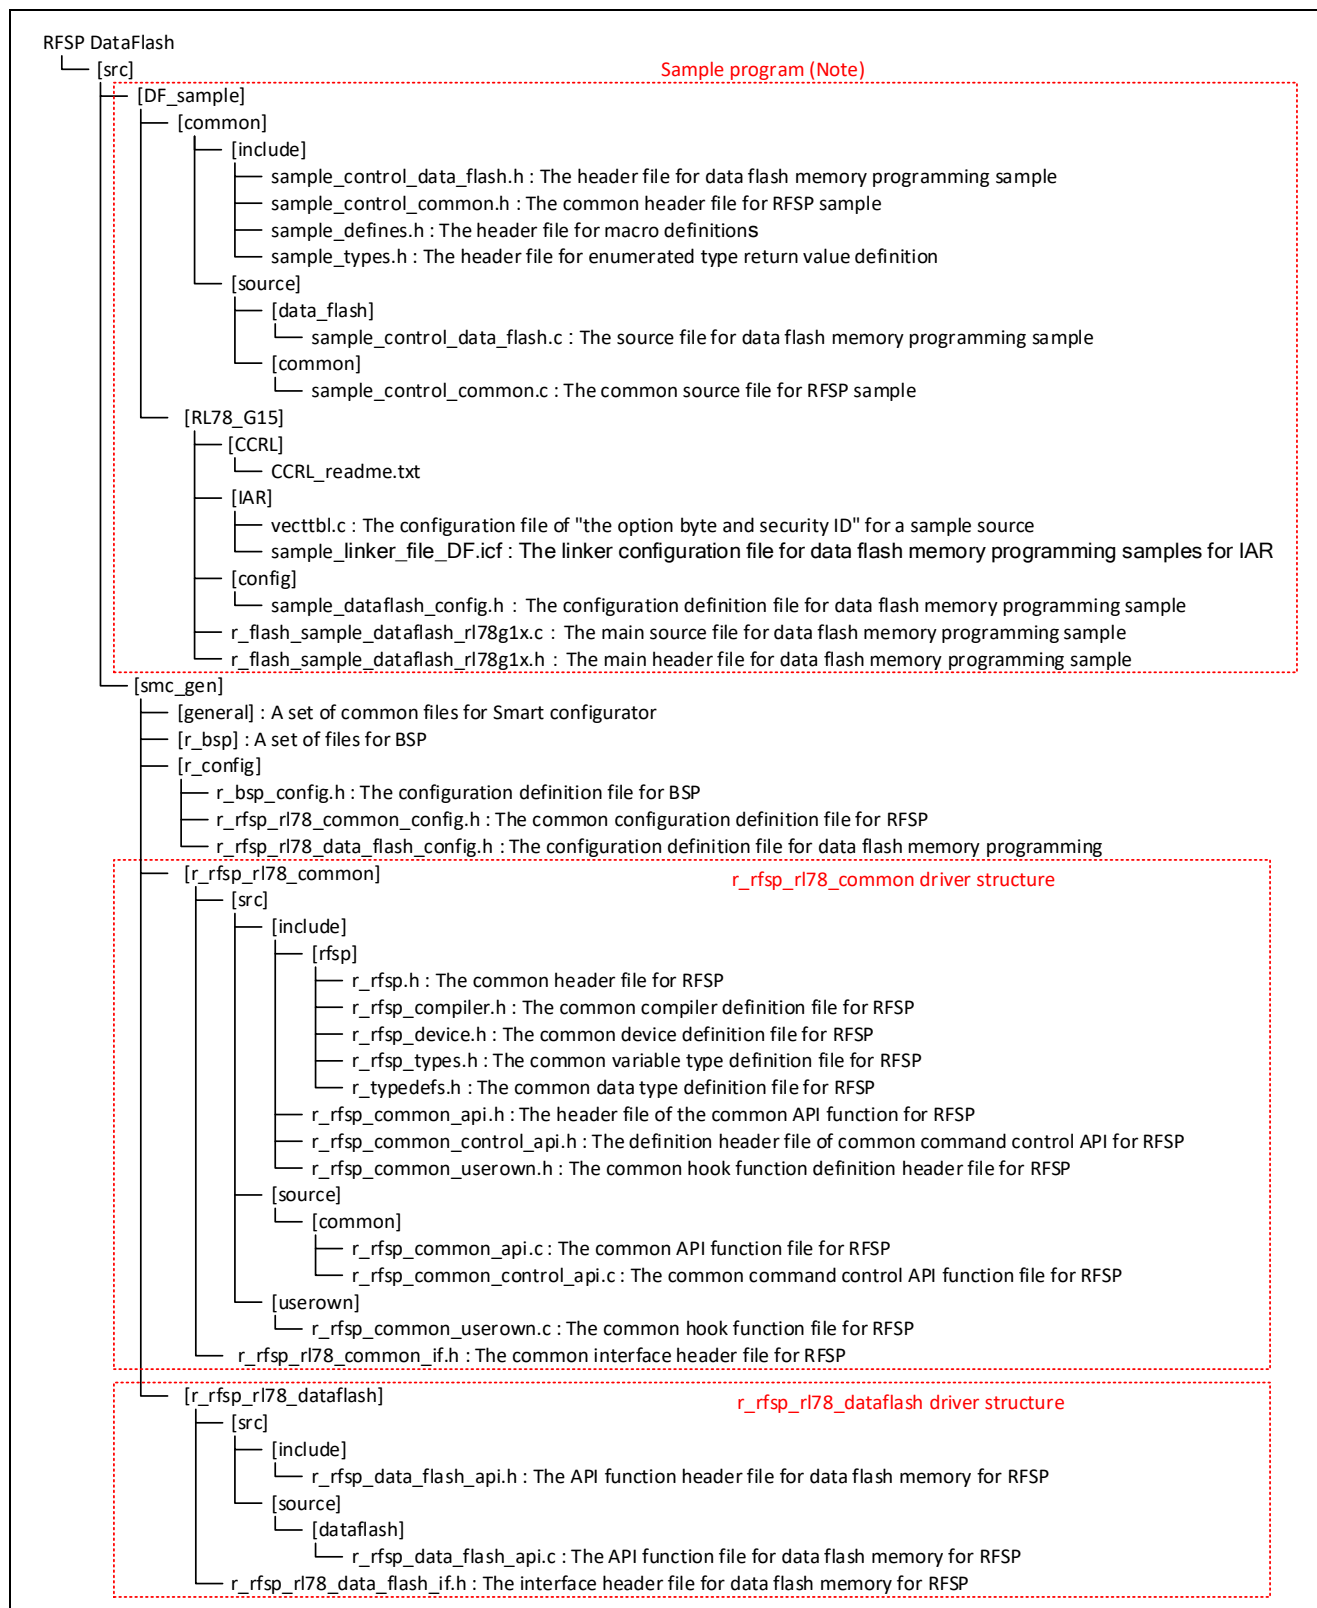 RFSP DataFlash
[src]
Sample program (Note)
[DF_sample]
[common]
[include]
sample_control_data_flash.h : The header file for data flash memory programming sample
sample_control_common.h : The common header file for RFSP sample
sample_defines.h : The header file for macro definitions
sample_types.h : The header file for enumerated type return value definition
[source]
[data_flash]
sample_control_data_flash.c : The source file for data flash memory programming sample
[common]
sample_control_common.c : The common source file for RFSP sample
[RL78_G15]
[CCRL]
CCRL_readme.txt
[IAR]
vecttbl.c : The configuration file of "the option byte and security ID" for a sample source
sample_linker_file_DF.icf : The linker configuration file for data flash memory programming samples for IAR
[config]
sample_dataflash_config.h : The configuration definition file for data flash memory programming sample
r_flash_sample_dataflash_rl78g1x.c : The main source file for data flash memory programming sample
r_flash_sample_dataflash_rl78g1x.h : The main header file for data flash memory programming sample
[smc_gen]
[general] : A set of common files for Smart configurator
[r_bsp] : A set of files for BSP
[r_config]
r_bsp_config.h : The configuration definition file for BSP
r_rfsp_rl78_common_config.h : The common configuration definition file for RFSP
r_rfsp_rl78_data_flash_config.h : The configuration definition file for data flash memory programming
[r_rfsp_rl78_common]
r_rfsp_rl78_common driver structure
[src]
[include]
[rfsp]
r_rfsp.h : The common header file for RFSP
r_rfsp_compiler.h : The common compiler definition file for RFSP
r_rfsp_device.h : The common device definition file for RFSP
r_rfsp_types.h : The common variable type definition file for RFSP
r_typedefs.h : The common data type definition file for RFSP
r_rfsp_common_api.h : The header file of the common API function for RFSP
r_rfsp_common_control_api.h : The definition header file of common command control API for RFSP
r_rfsp_common_userown.h : The common hook function definition header file for RFSP
[source]
[common]
r_rfsp_common_api.c : The common API function file for RFSP
r_rfsp_common_control_api.c : The common command control API function file for RFSP
[userown]
r_rfsp_common_userown.c : The common hook function file for RFSP
r_rfsp_rl78_common_if.h : The common interface header file for RFSP
[r_rfsp_rl78_dataflash]
r_rfsp_rl78_dataflash driver structure
[src]
[include]
r_rfsp_data_flash_api.h : The API function header file for data flash memory for RFSP
[source]
[dataflash]
r_rfsp_data_flash_api.c : The API function file for data flash memory for RFSP
r_rfsp_rl78_data_flash_if.h : The interface header file for data flash memory for RFSP